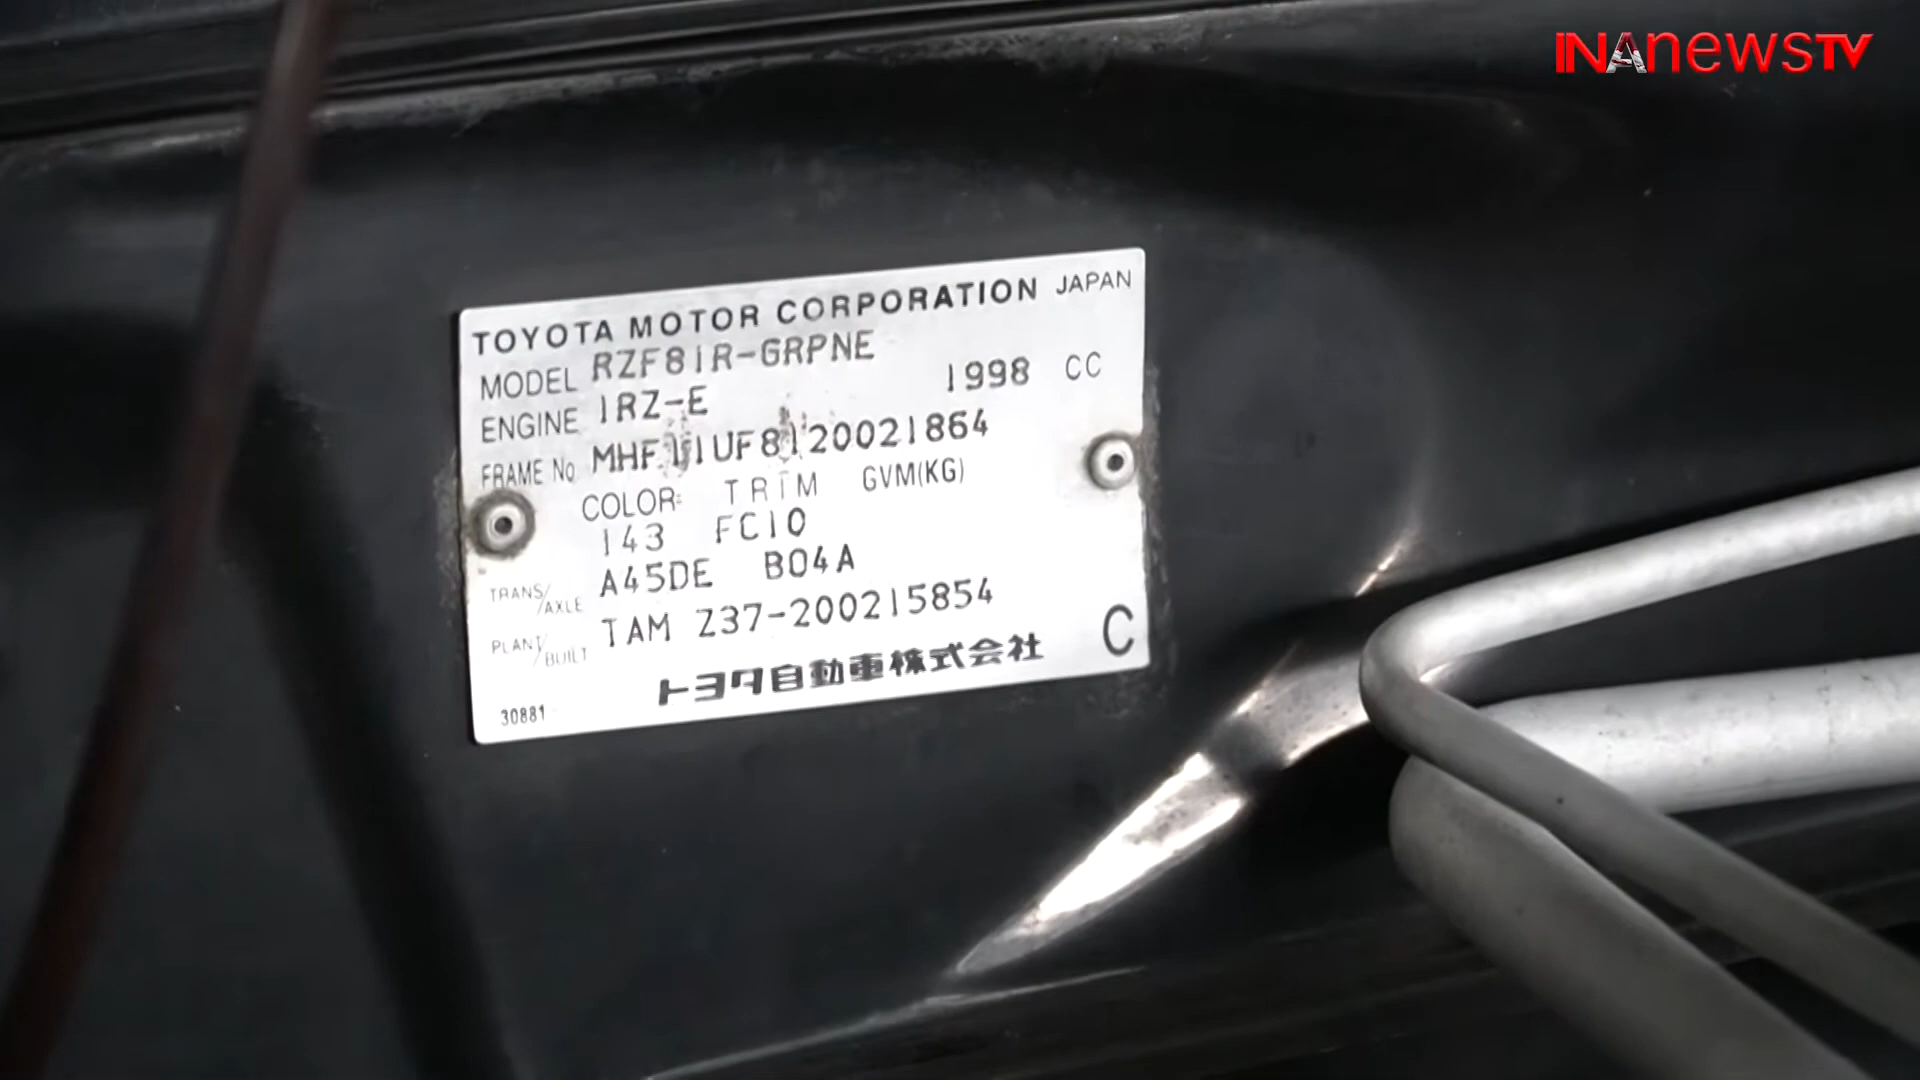 INAnewsTV
TOYOTA MOTOR CORPORATION JAPAN
MODEL RZF81R-GRPNE
ENGINE 1RZ-E 1998 CC
FRAME No MHF11UF8120021864
COLOR TRIM GVM(KG)
143 FC10
TRANS/AXLE A45DE B04A
PLANT/BUILT TAM Z37-200215854
トヨタ自動車株式会社 C
30881